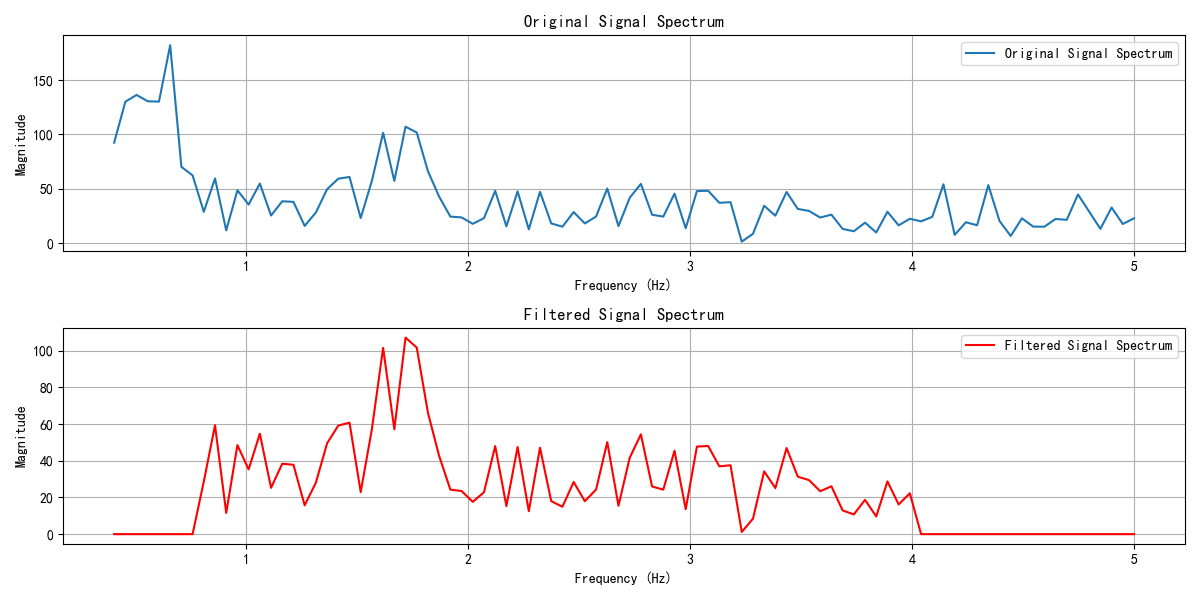 Original Signal Spectrum
Original Signal Spectrum
Magnitude
150
100
50
0
1 2 3 4 5
Frequency (Hz)
Filtered Signal Spectrum
Filtered Signal Spectrum
Magnitude
100
80
60
40
20
0
1 2 3 4 5
Frequency (Hz)